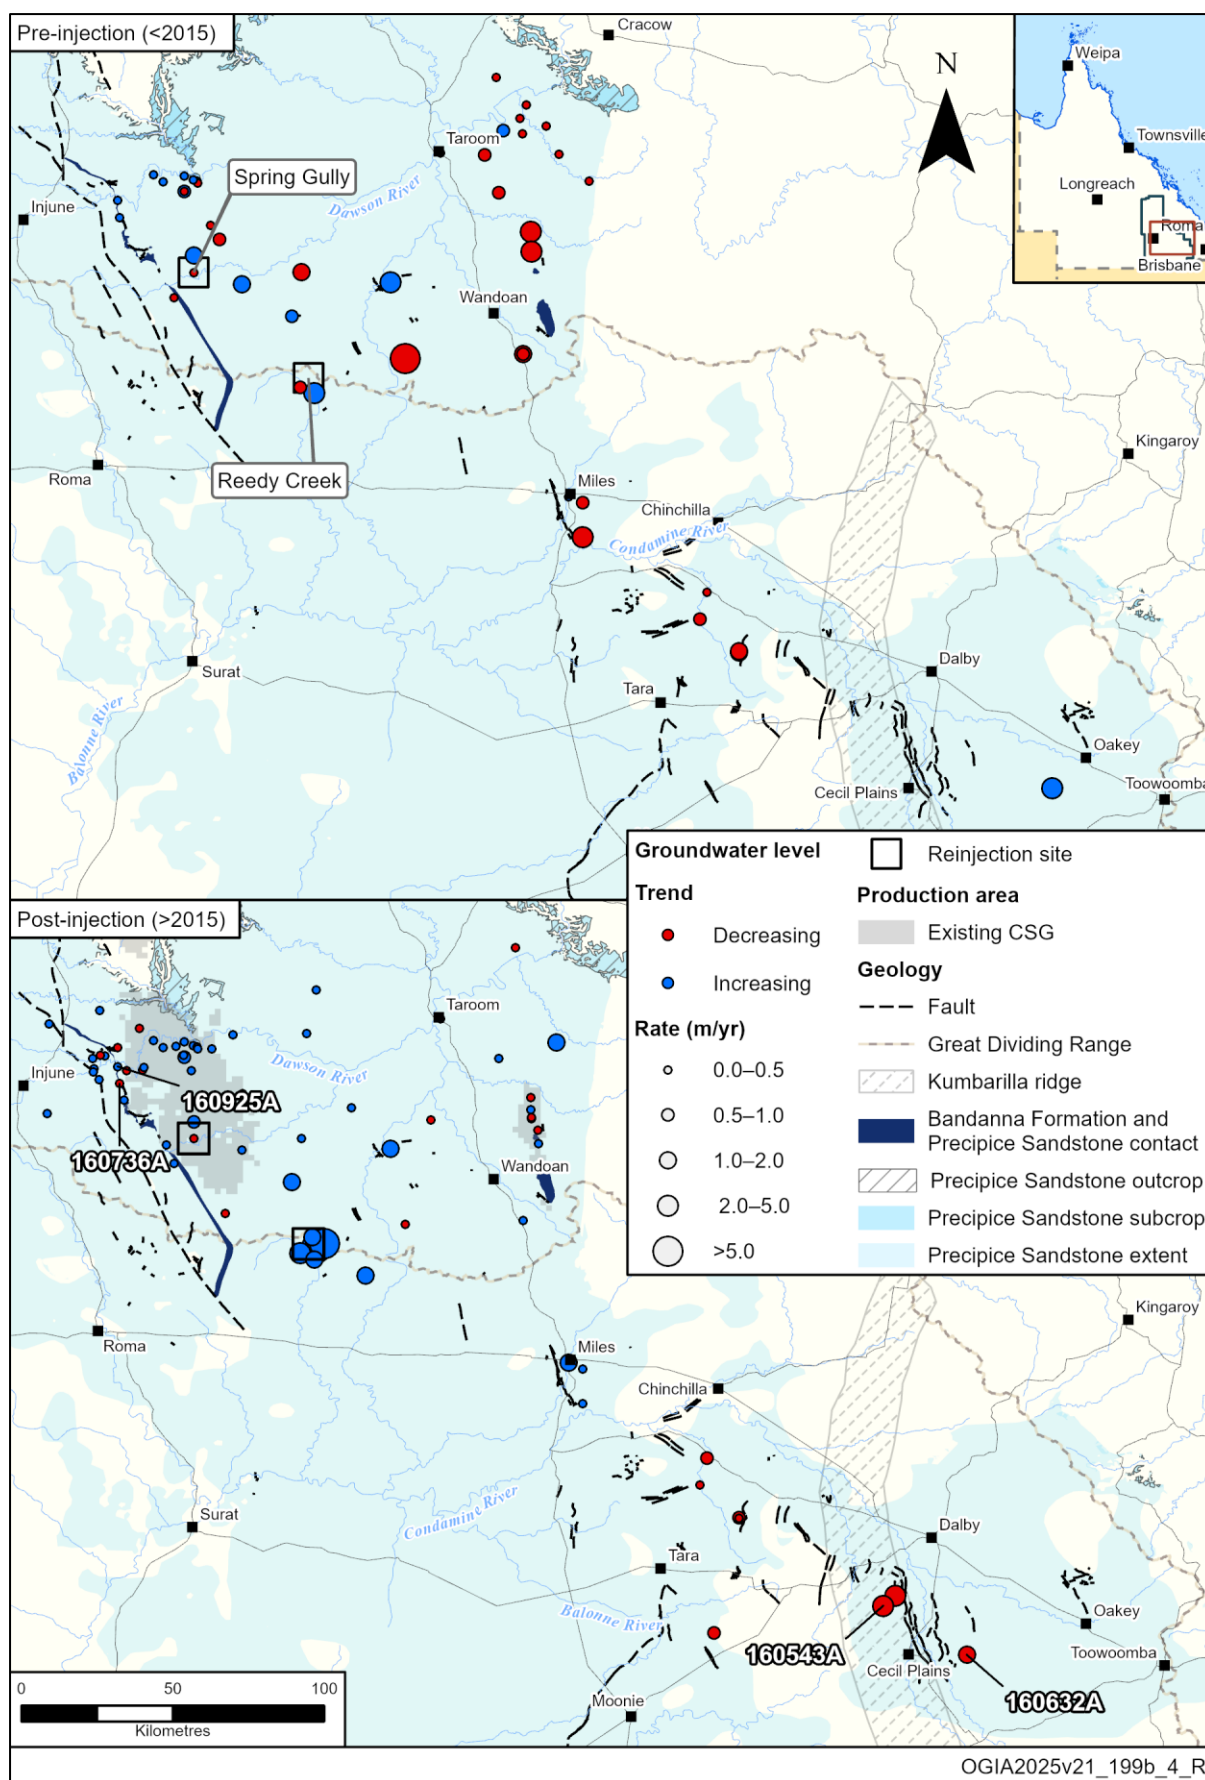 Pre-injection (<2015)
Cracow
N
Weipa
Townsville
Longreach
Roma
Brisbane
Taroom
Spring Gully
Dawson River
Injune
Wandoan
Reedy Creek
Roma
Miles
Chinchilla
Condamine River
Kingaroy
Surat
Balonne River
Tara
Dalby
Oakey
Cecil Plains
Toowoomba
Groundwater level
Trend
Decreasing
Increasing
Rate (m/yr)
0.0–0.5
0.5–1.0
1.0–2.0
2.0–5.0
>5.0
Reinjection site
Production area
Existing CSG
Geology
Fault
Great Dividing Range
Kumbarilla ridge
Bandanna Formation and
Precipice Sandstone contact
Precipice Sandstone outcrop
Precipice Sandstone subcrop
Precipice Sandstone extent
Post-injection (>2015)
Taroom
Dawson River
Injune
160925A
160736A
Wandoan
Roma
Miles
Chinchilla
Kingaroy
Surat
Condamine River
Tara
Dalby
Balonne River
Oakey
160543A
Cecil Plains
Toowoomba
160632A
Moonie
0 50 100
Kilometres
OGIA2025v21_199b_4_R